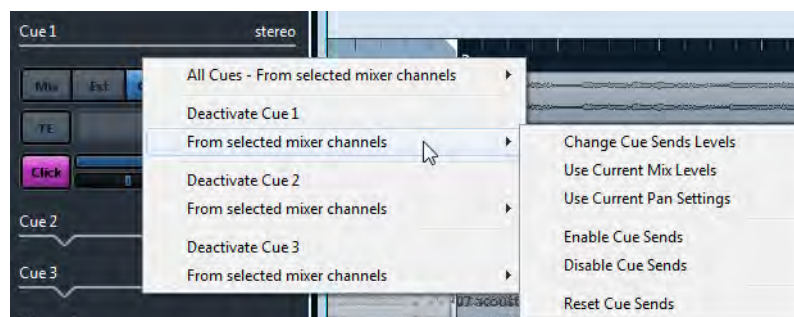 Cue 1 stereo
Mix Ext
TE
Click
Cue 2
Cue 3
All Cues - From selected mixer channels
Deactivate Cue 1
From selected mixer channels
Deactivate Cue 2
From selected mixer channels
Deactivate Cue 3
From selected mixer channels
Change Cue Sends Levels
Use Current Mix Levels
Use Current Pan Settings
Enable Cue Sends
Disable Cue Sends
Reset Cue Sends